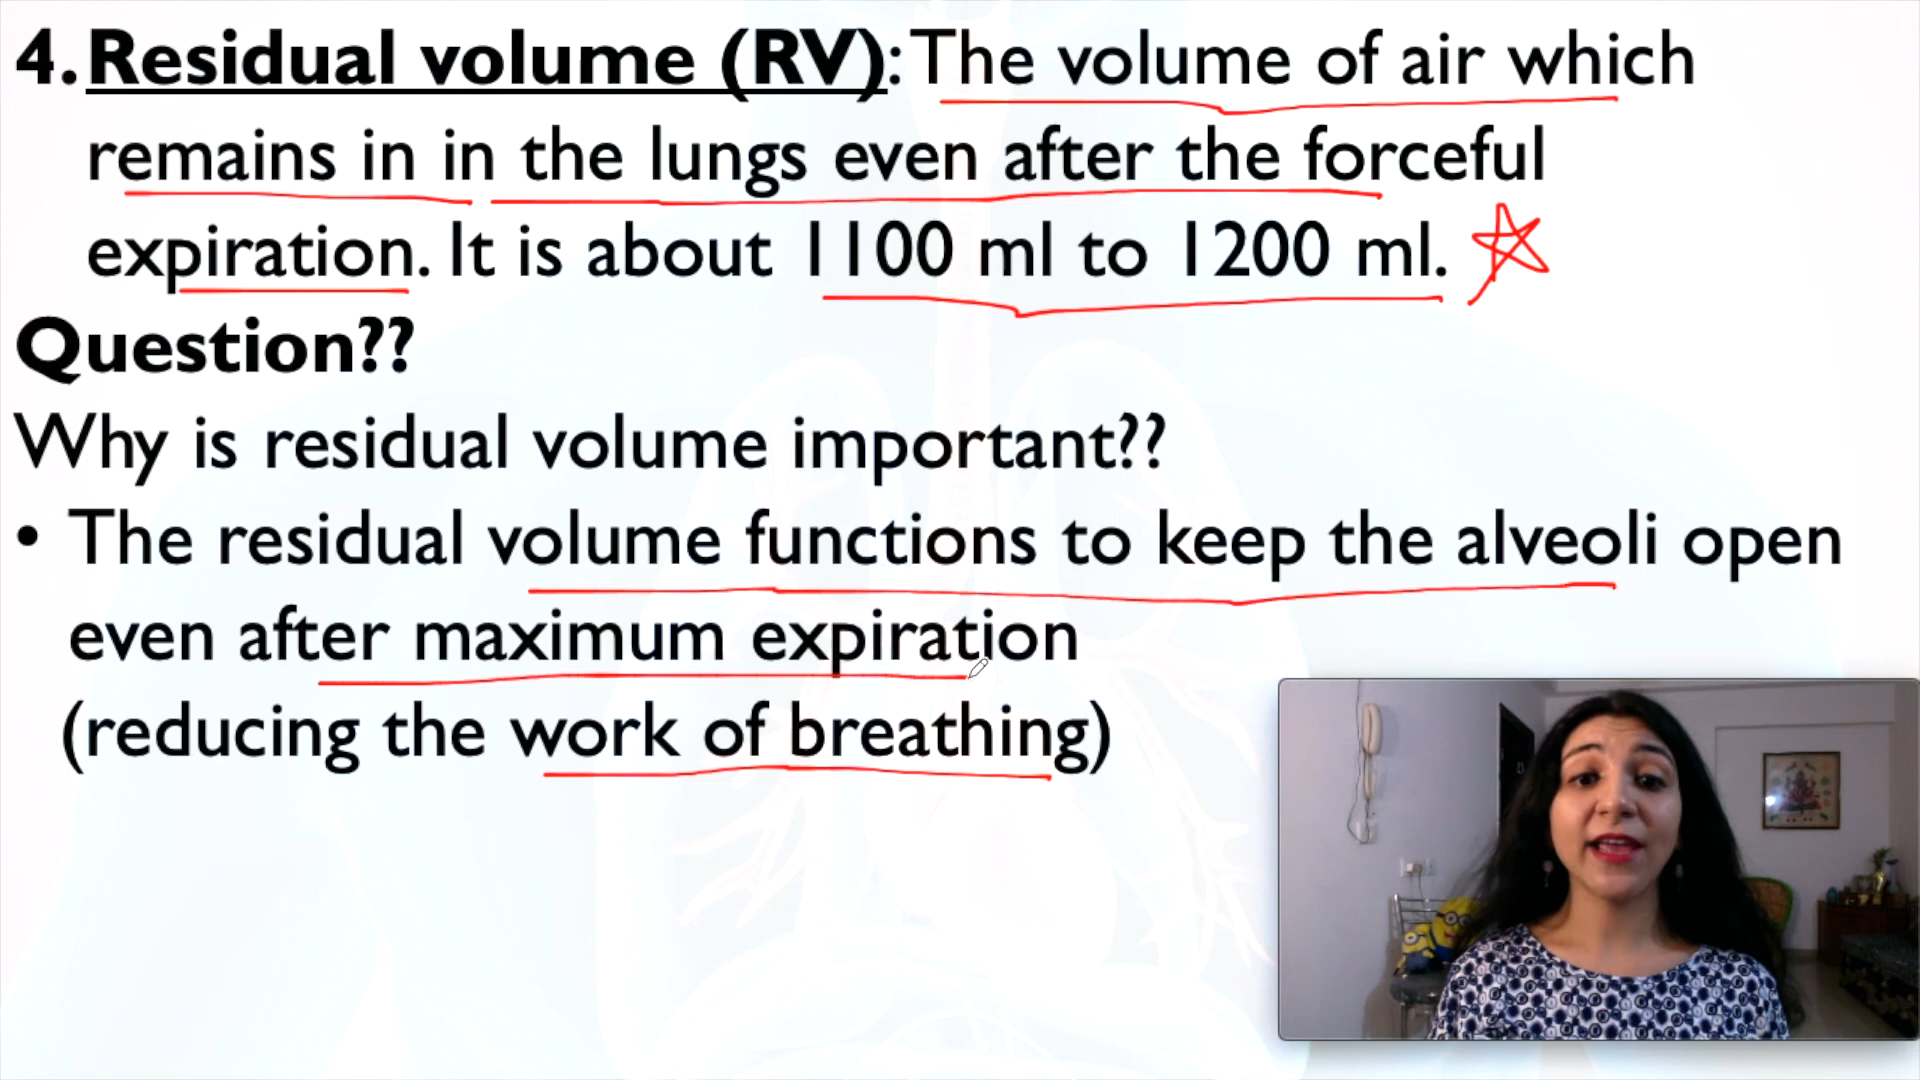 4. Residual volume (RV): The volume of air which
remains in in the lungs even after the forceful
expiration. It is about 1100 ml to 1200 ml.
Question??
Why is residual volume important??
• The residual volume functions to keep the alveoli open
even after maximum expiration
(reducing the work of breathing)